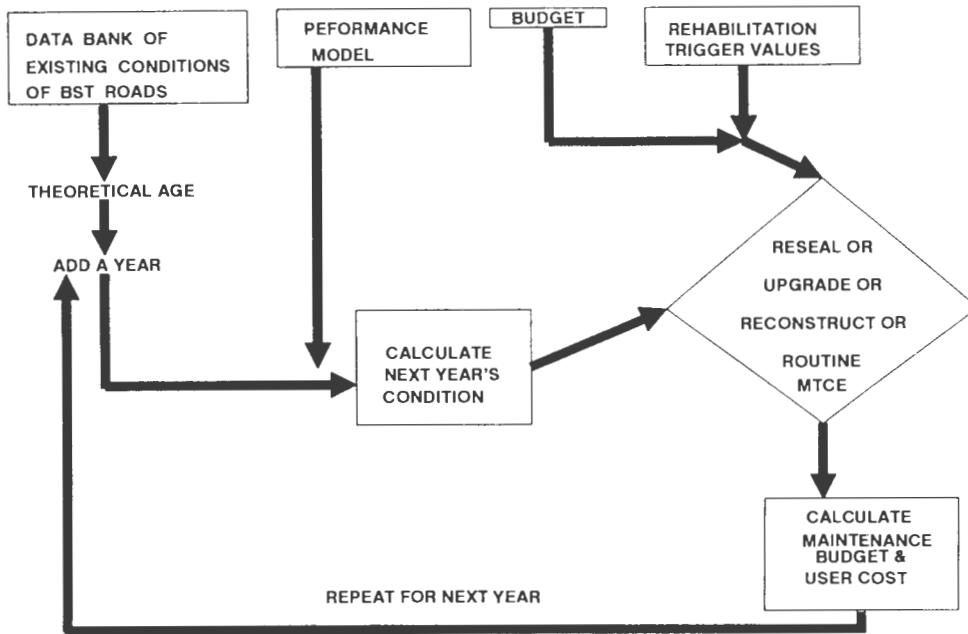 DATA BANK OF
EXISTING CONDITIONS
OF BST ROADS
PEFORMANCE
MODEL
BUDGET
REHABILITATION
TRIGGER VALUES
THEORETICAL AGE
ADD A YEAR
CALCULATE
NEXT YEAR'S
CONDITION
RESEAL OR
UPGRADE OR
RECONSTRUCT OR
ROUTINE
MTCE
CALCULATE
MAINTENANCE
BUDGET &
USER COST
REPEAT FOR NEXT YEAR